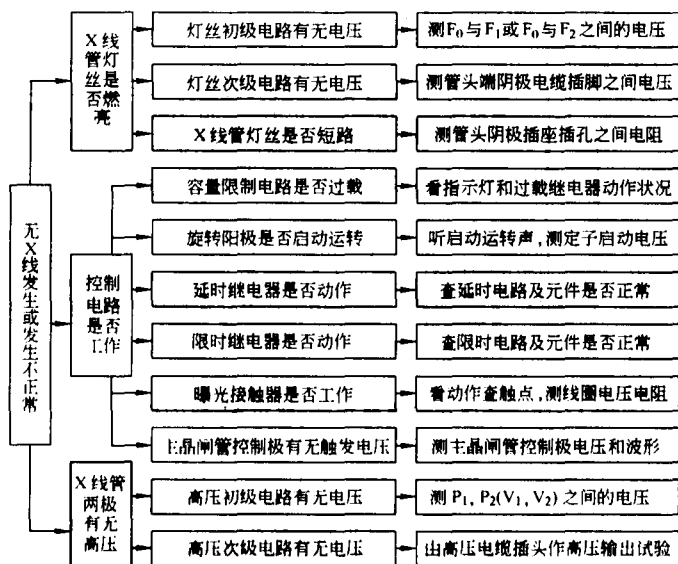 无X线发生或发生不正常
X线
管灯
丝是
否燃
亮
灯丝初级电路有无电压
测F₀与F₁或F₀与F₂之间的电压
灯丝次级电路有无电压
测管头端阴极电缆插脚之间电压
X线管灯丝是否短路
测管头阴极插座插孔之间电阻
控制
电路
是否
工作
容量限制电路是否过载
看指示灯和过载继电器动作状况
旋转阳极是否启动运转
听启动运转声,测定子启动电压
延时继电器是否动作
查延时电路及元件是否正常
限时继电器是否动作
查限时电路及元件是否正常
曝光接触器是否工作
看动作查触点,测线圈电压电阻
主晶闸管控制极有无触发电压
测主晶闸管控制极电压和波形
X线管
两极
有无
高压
高压初级电路有无电压
测P₁,P₂(V₁,V₂)之间的电压
高压次级电路有无电压
由高压电缆插头作高压输出试验